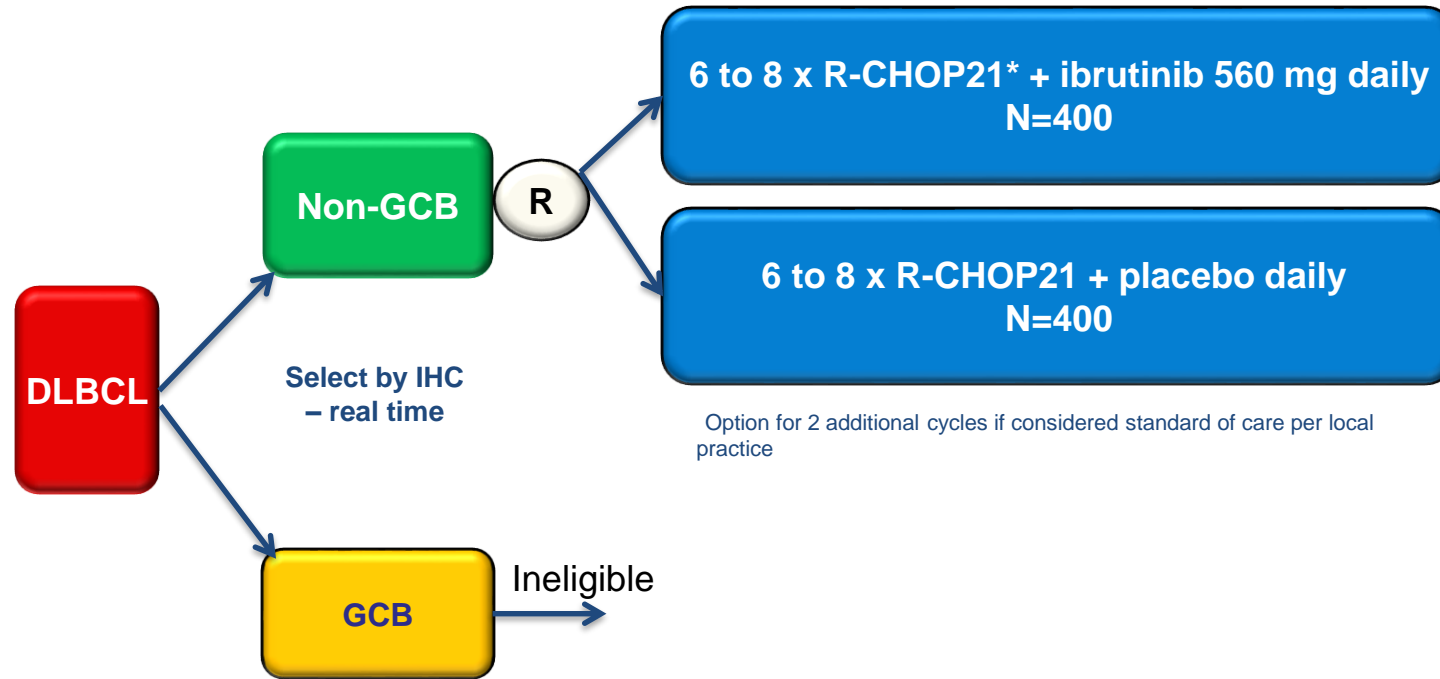 6 to 8 x R-CHOP21* + ibrutinib 560 mg daily
N=400
Non-GCB
R
6 to 8 x R-CHOP21 + placebo daily
N=400
DLBCL
Select by IHC
– real time
Option for 2 additional cycles if considered standard of care per local
practice
GCB
Ineligible